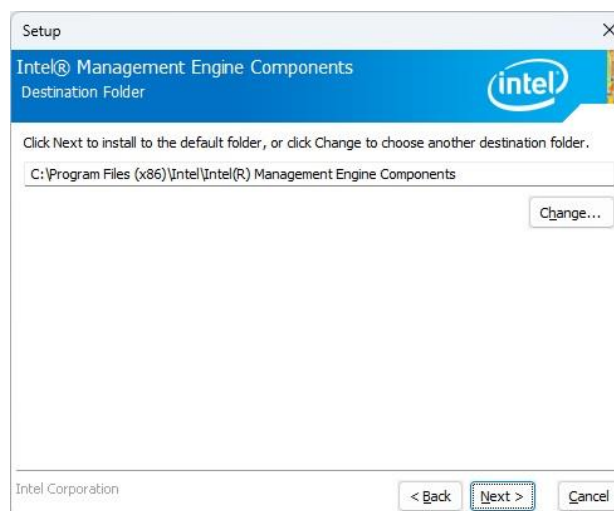 Setup
Intel® Management Engine Components
Destination Folder
intel
Click Next to install to the default folder, or click Change to choose another destination folder.
C:\Program Files (x86)\Intel\Intel(R) Management Engine Components
Change...
Intel Corporation
< Back Next > Cancel